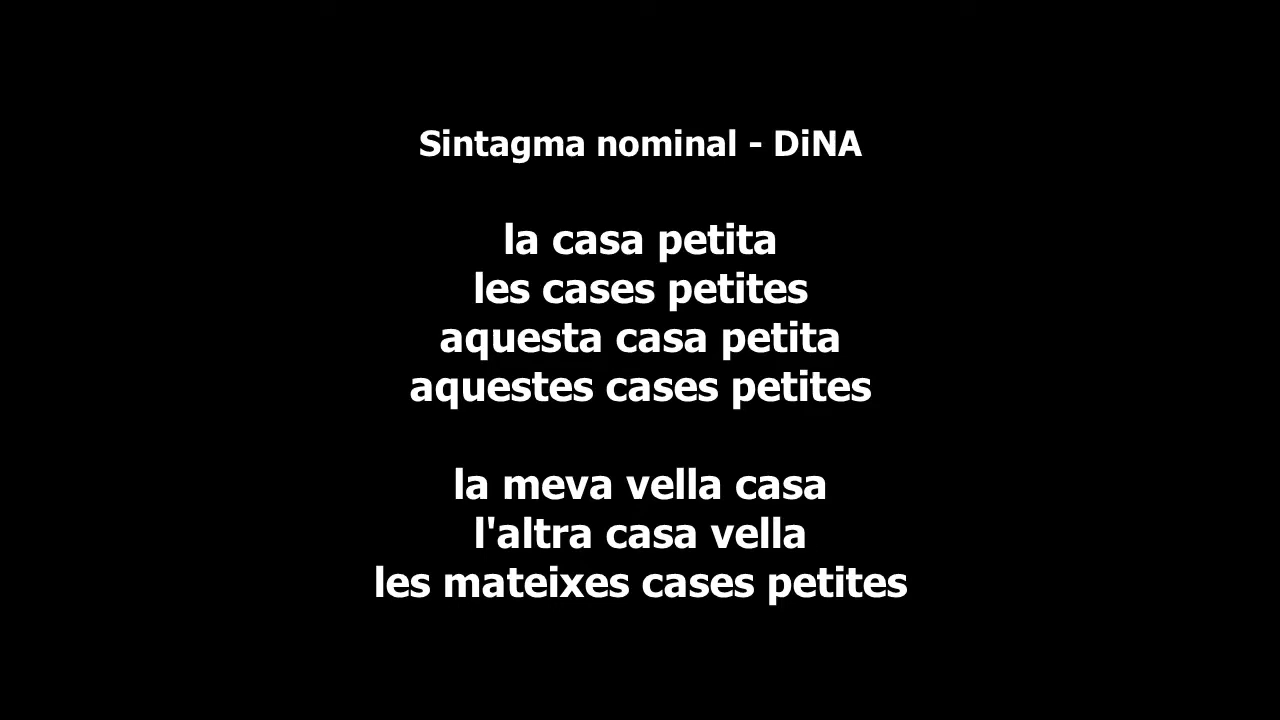 Sintagma nominal - DiNA
la casa petita
les cases petites
aquesta casa petita
aquestes cases petites
la meva vella casa
l'altra casa vella
les mateixes cases petites